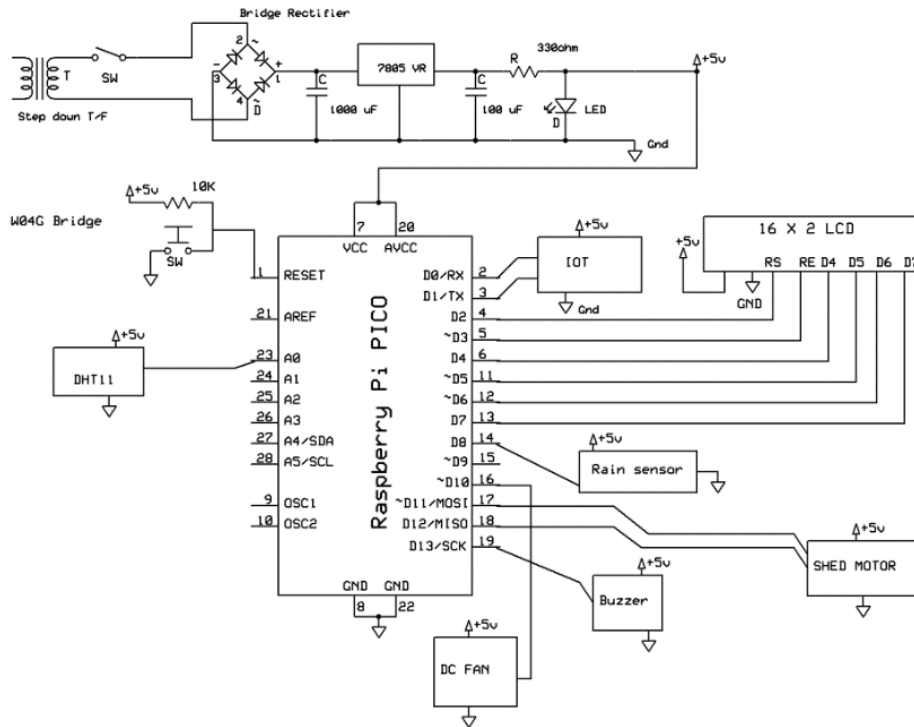 Bridge Rectifier
2 ~
- +
3 1
4 ~
D
T
SW
Step down T/F
C
1000 uF
7805 VR
C
100 uF
R
330ohm
D
LED
+5v
Gnd
+5v
10K
W04G Bridge
SW
7 20
VCC AVCC
Raspberry Pi PICO
1 RESET
21 AREF
23 A0
24 A1
25 A2
26 A3
27 A4/SDA
28 A5/SCL
9 OSC1
10 OSC2
D0/RX 2
D1/TX 3
D2 4
~D3 5
D4 6
~D5 11
~D6 12
D7 13
D8 14
~D9 15
~D10 16
~D11/MOSI 17
D12/MISO 18
D13/SCK 19
GND GND
8 22
+5v
DHT11
+5v
IOT
Gnd
16 X 2 LCD
RS RE D4 D5 D6 D7
+5v
GND
+5v
Rain sensor
+5v
SHED MOTOR
+5v
Buzzer
+5v
DC FAN